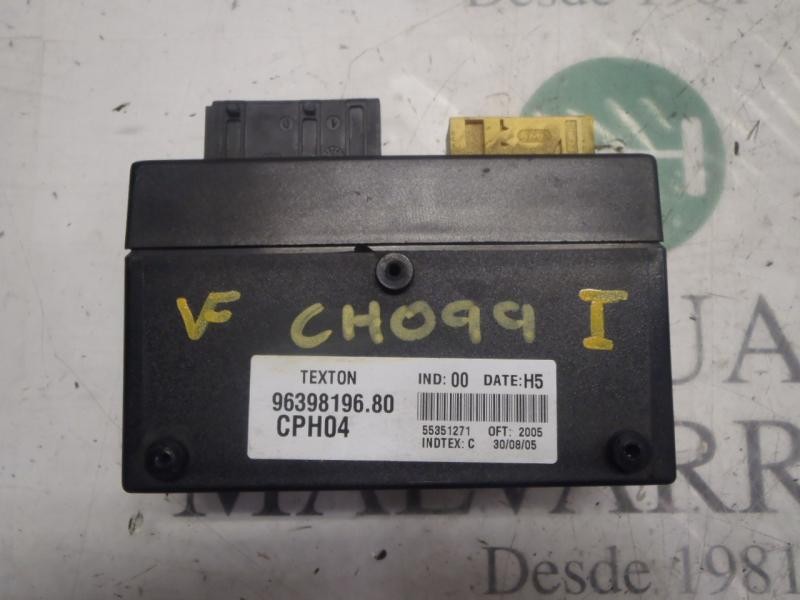 Desde 1981
VF CH099 I
TEXTON
96398196.80
CPH04
IND: 00 DATE: H5
55351271 OFT: 2005
INDTEX: C 30/08/05
Desde 1981